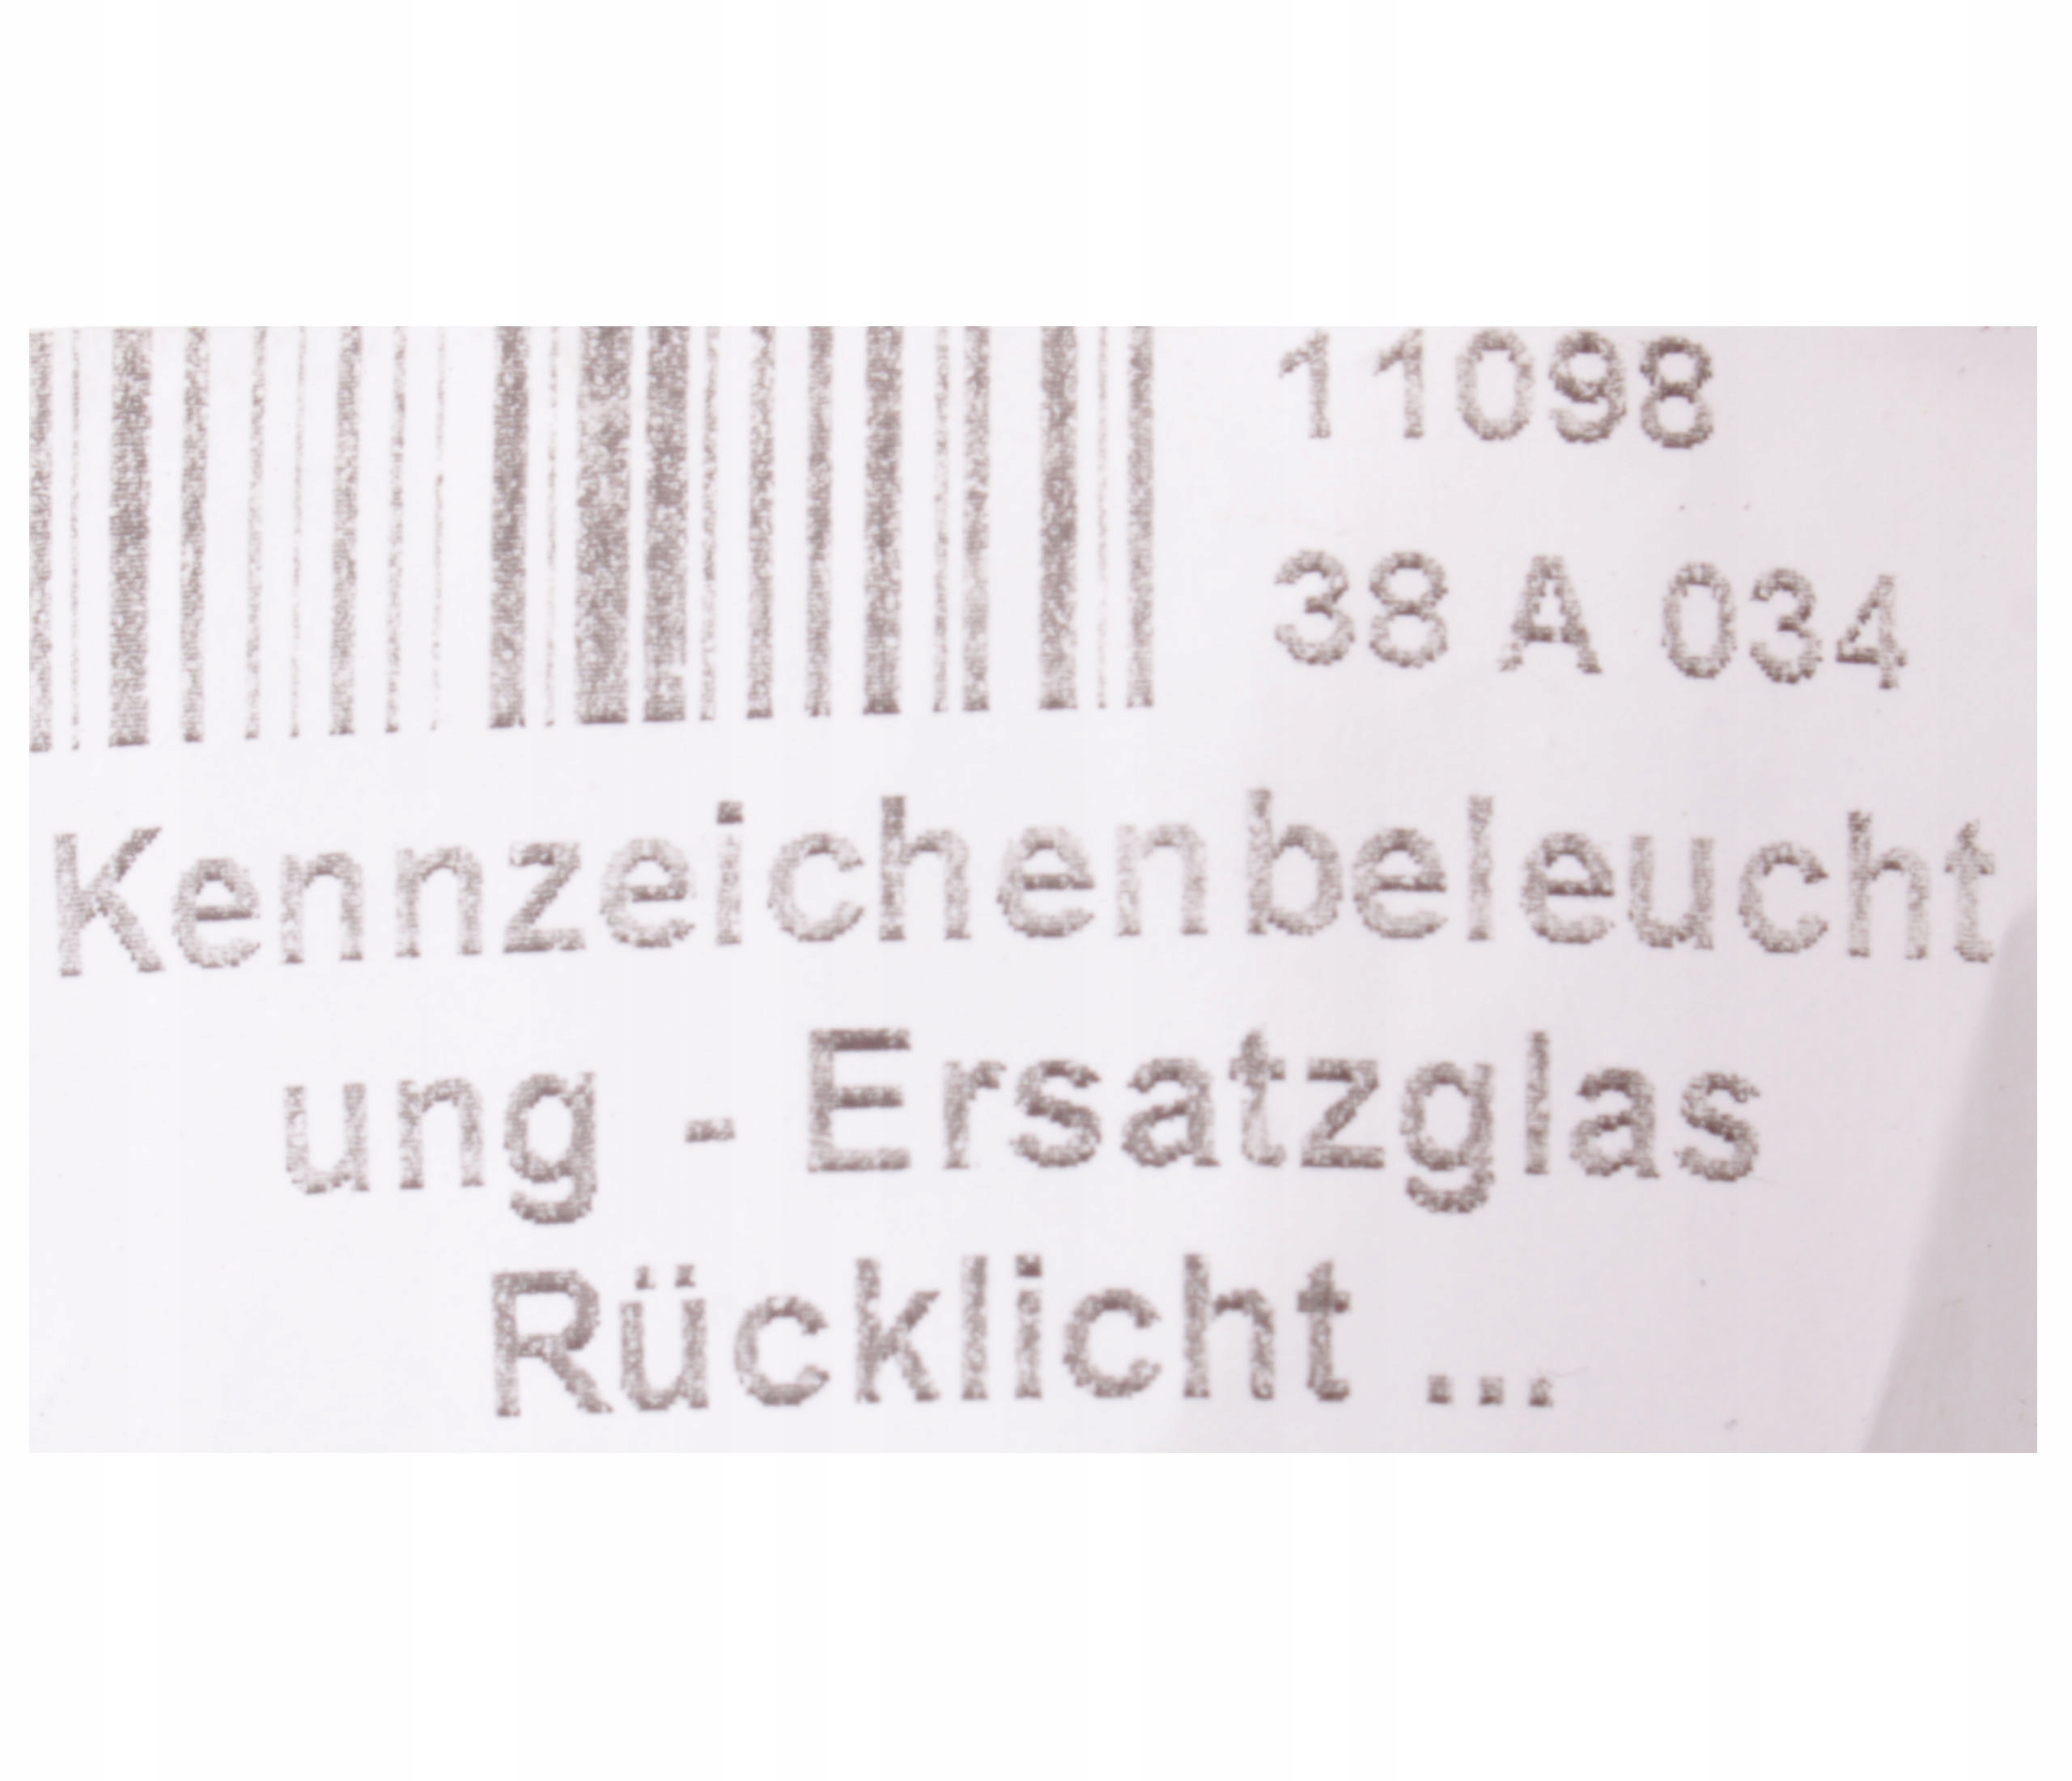 11098
38 A 034
Kennzeichenbeleucht
ung - Ersatzglas
Rücklicht ...